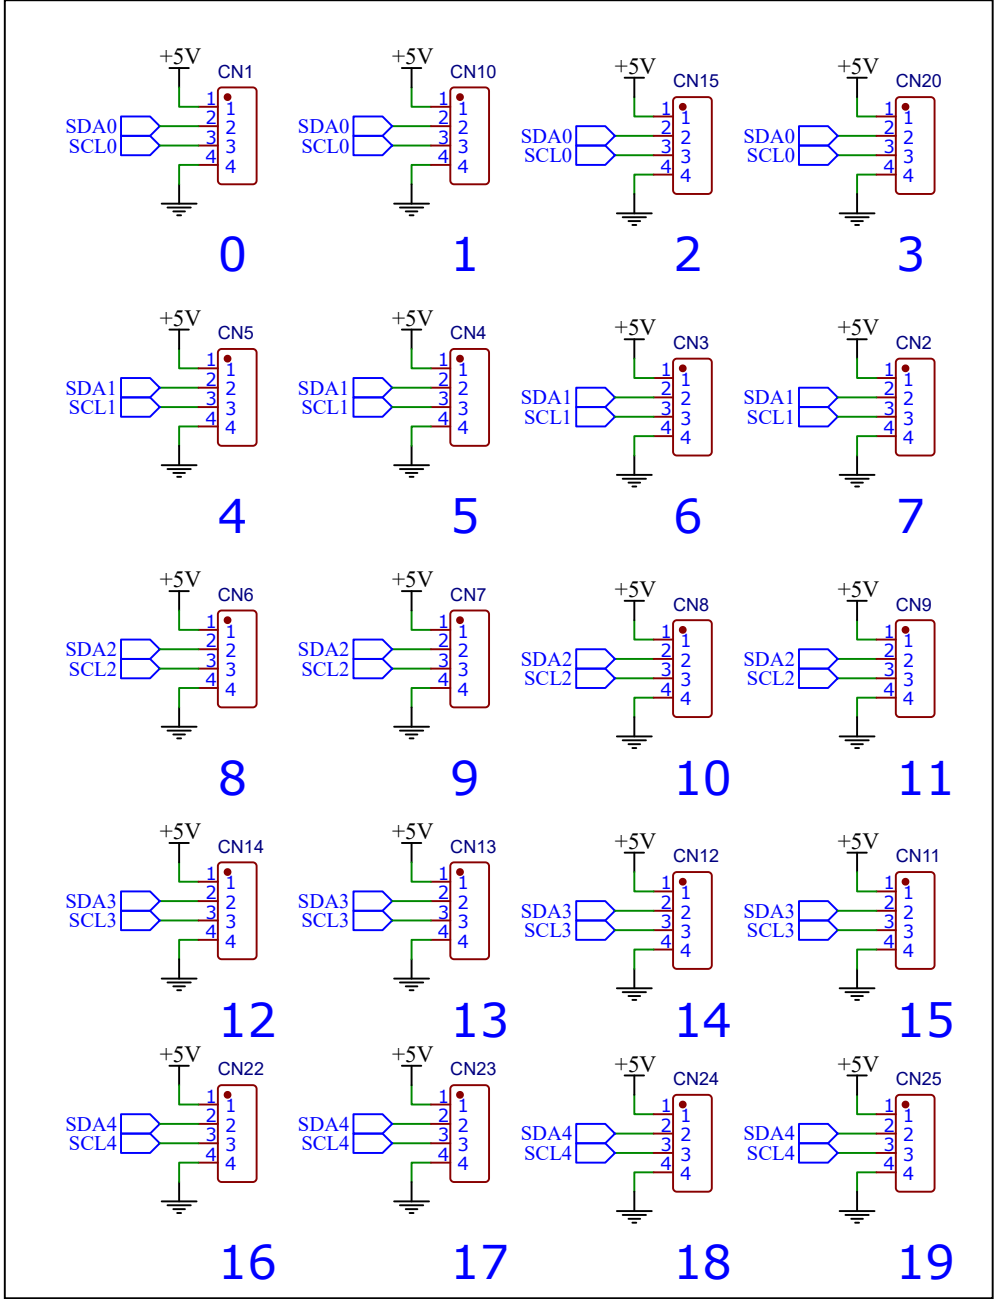 +5V +5V +5V +5V
CN1 CN10 CN15 CN20
1 1 1 1 1 1 1 1
SDA0 2 2 SDA0 2 2 SDA0 2 2 SDA0 2 2
SCL0 3 3 SCL0 3 3 SCL0 3 3 SCL0 3 3
4 4 4 4 4 4 4 4
0 1 2 3
+5V +5V +5V +5V
CN5 CN4 CN3 CN2
1 1 1 1 1 1 1 1
SDA1 2 2 SDA1 2 2 SDA1 2 2 SDA1 2 2
SCL1 3 3 SCL1 3 3 SCL1 3 3 SCL1 3 3
4 4 4 4 4 4 4 4
4 5 6 7
+5V +5V +5V +5V
CN6 CN7 CN8 CN9
1 1 1 1 1 1 1 1
SDA2 2 2 SDA2 2 2 SDA2 2 2 SDA2 2 2
SCL2 3 3 SCL2 3 3 SCL2 3 3 SCL2 3 3
4 4 4 4 4 4 4 4
8 9 10 11
+5V +5V +5V +5V
CN14 CN13 CN12 CN11
1 1 1 1 1 1 1 1
SDA3 2 2 SDA3 2 2 SDA3 2 2 SDA3 2 2
SCL3 3 3 SCL3 3 3 SCL3 3 3 SCL3 3 3
4 4 4 4 4 4 4 4
12 13 14 15
+5V +5V +5V +5V
CN22 CN23 CN24 CN25
1 1 1 1 1 1 1 1
SDA4 2 2 SDA4 2 2 SDA4 2 2 SDA4 2 2
SCL4 3 3 SCL4 3 3 SCL4 3 3 SCL4 3 3
4 4 4 4 4 4 4 4
16 17 18 19